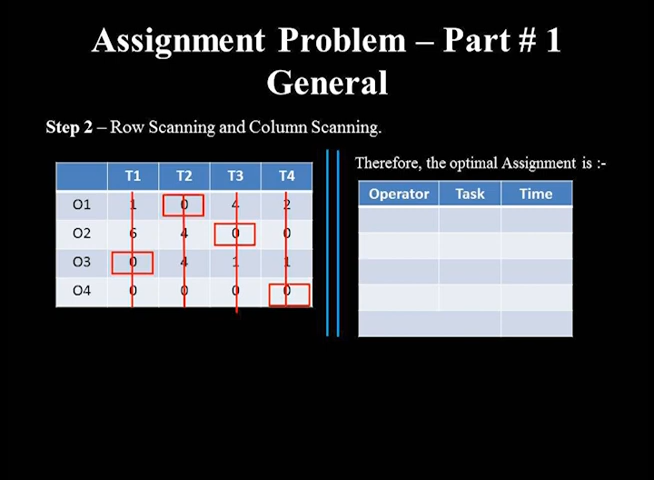 Assignment Problem – Part # 1
General
Step 2 – Row Scanning and Column Scanning.
Therefore, the optimal Assignment is :-
T1 T2 T3 T4
O1 1 0 4 2
O2 6 4 0 0
O3 0 4 1 1
O4 0 0 0 0
Operator Task Time